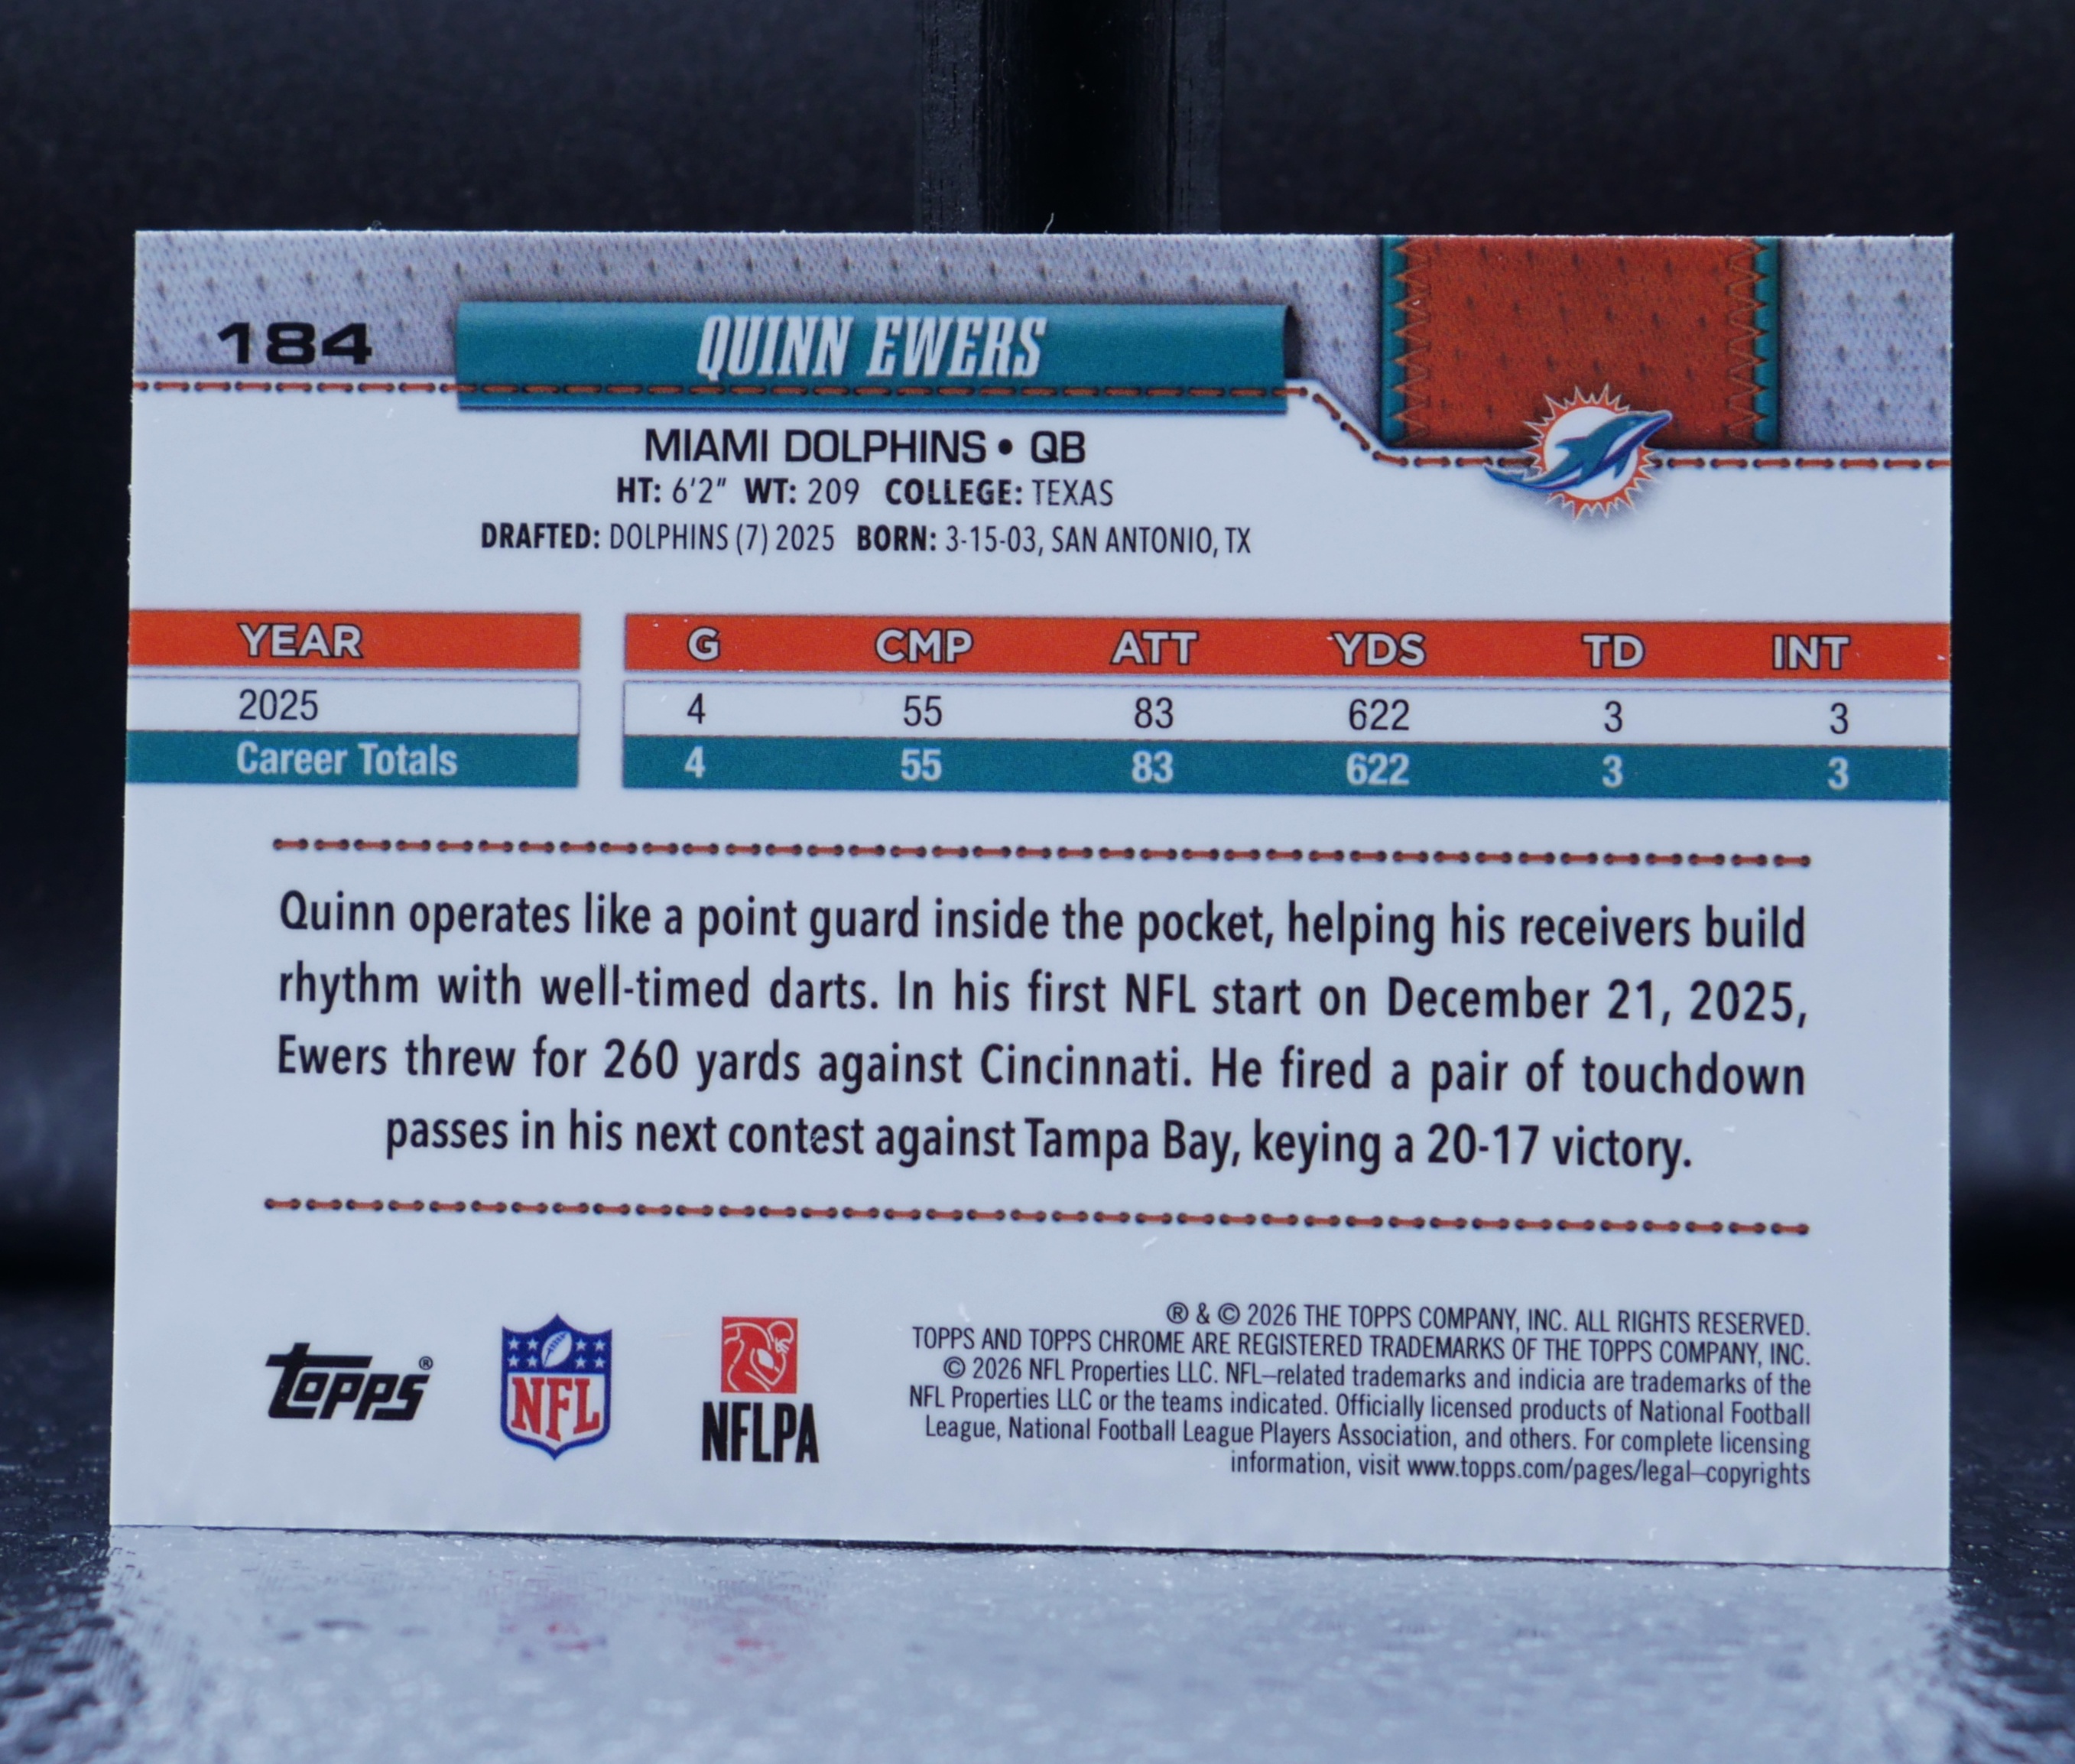 184
QUINN EWERS
MIAMI DOLPHINS • QB
HT: 6'2" WT: 209 COLLEGE: TEXAS
DRAFTED: DOLPHINS (7) 2025 BORN: 3-15-03, SAN ANTONIO, TX
YEAR G CMP ATT YDS TD INT
2025 4 55 83 622 3 3
Career Totals 4 55 83 622 3 3
Quinn operates like a point guard inside the pocket, helping his receivers build
rhythm with well-timed darts. In his first NFL start on December 21, 2025,
Ewers threw for 260 yards against Cincinnati. He fired a pair of touchdown
passes in his next contest against Tampa Bay, keying a 20-17 victory.
topps®
NFL
NFLPA
® & © 2026 THE TOPPS COMPANY, INC. ALL RIGHTS RESERVED.
TOPPS AND TOPPS CHROME ARE REGISTERED TRADEMARKS OF THE TOPPS COMPANY, INC.
© 2026 NFL Properties LLC. NFL–related trademarks and indicia are trademarks of the
NFL Properties LLC or the teams indicated. Officially licensed products of National Football
League, National Football League Players Association, and others. For complete licensing
information, visit www.topps.com/pages/legal–copyrights